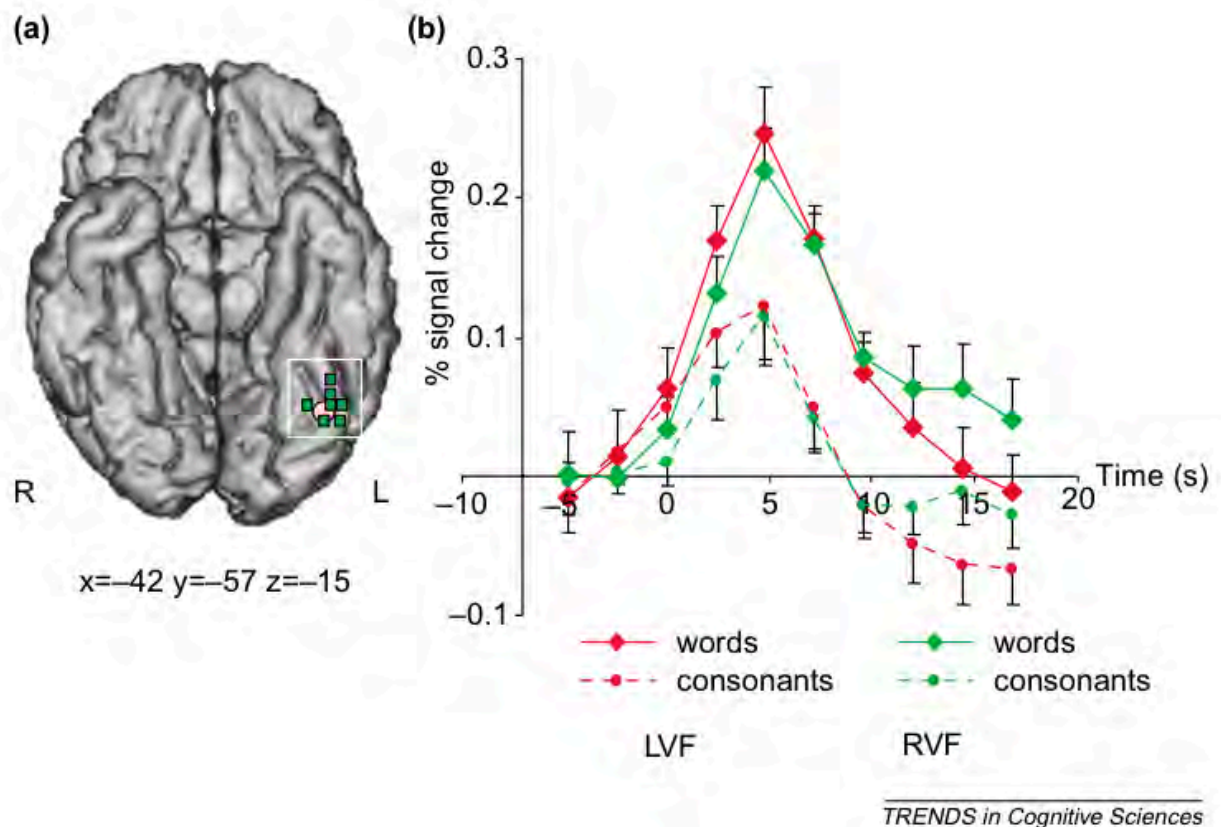 (a)
(b)
0.3
0.2
0.1
–0.1
% signal change
–10
–5
0
5
10
15
20
Time (s)
R
L
x=–42 y=–57 z=–15
words
words
consonants
consonants
LVF
RVF
TRENDS in Cognitive Sciences